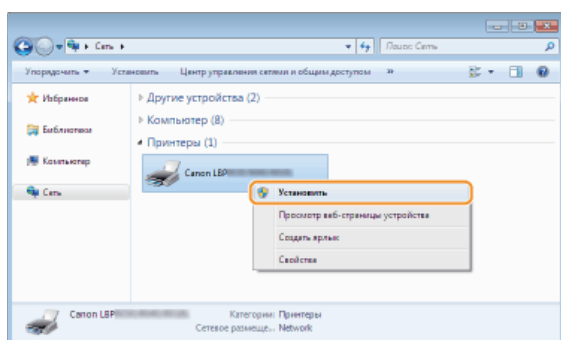 Сеть
Поиск: Сеть
Упорядочить
Установить
Центр управления сетями и общим доступом
»
Избранное
Библиотеки
Компьютер
Сеть
Другие устройства (2)
Компьютер (8)
Принтеры (1)
Canon LBP
Установить
Просмотр веб-страницы устройства
Создать ярлык
Свойства
Canon LBP
Категории: Принтеры
Сетевое размеще... Network